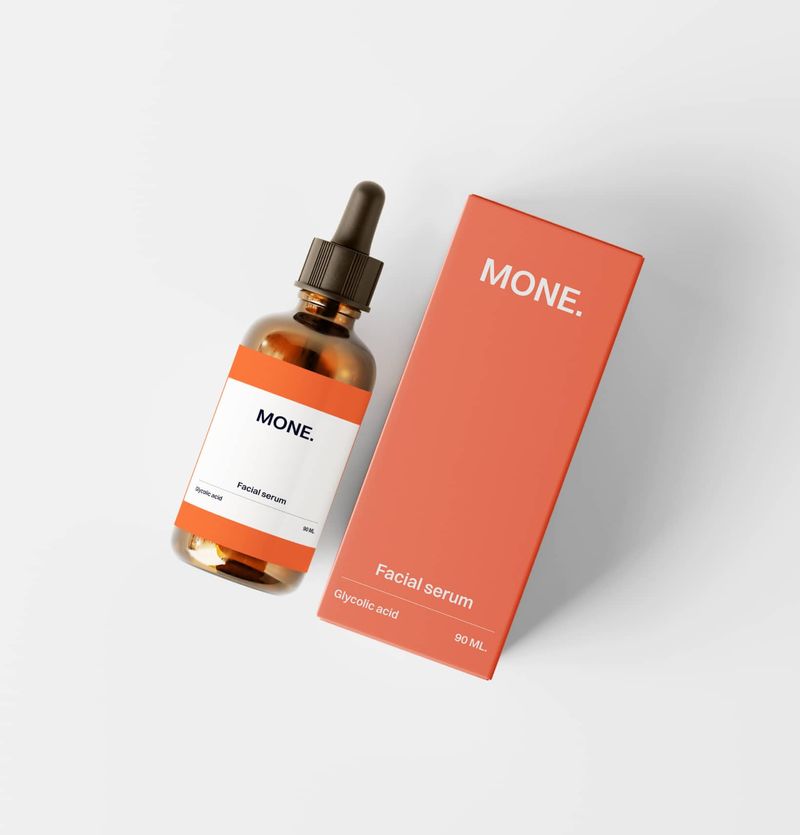 MONE.
Facial serum
Glycolic acid
90 ML.
MONE.
Facial serum
Glycolic acid
90 ML.